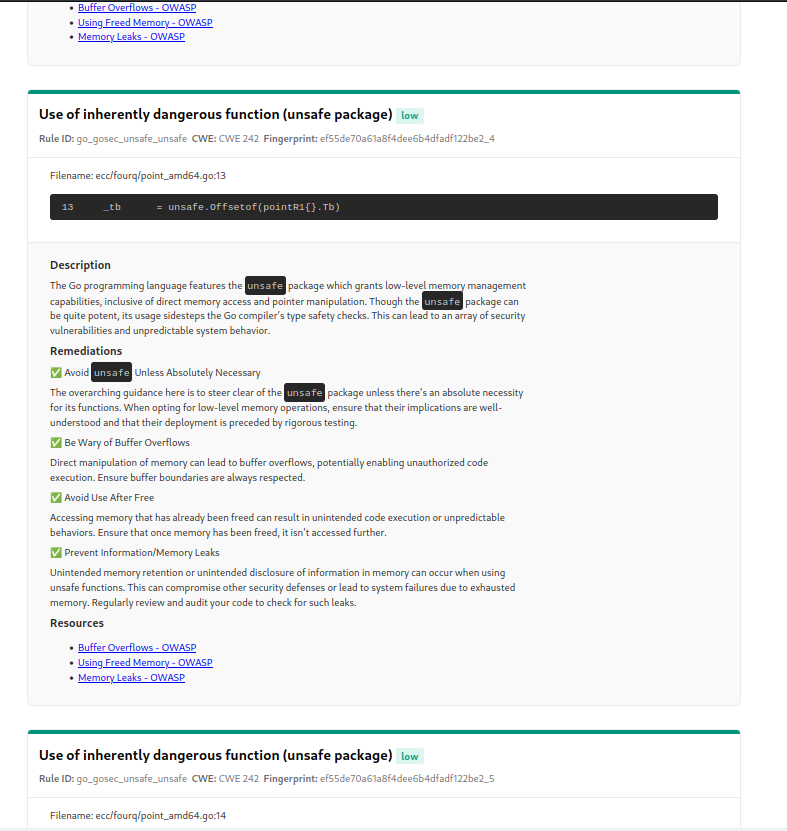 • Buffer Overflows - OWASP
• Using Freed Memory - OWASP
• Memory Leaks - OWASP
Use of inherently dangerous function (unsafe package) low
Rule ID: go_gosec_unsafe_unsafe CWE: CWE 242 Fingerprint: ef55de70a61a8f4dee6b4dfadf122be2_4
Filename: ecc/fourq/point_amd64.go:13
13 _tb = unsafe.Offsetof(pointR1{}.Tb)
Description
The Go programming language features the unsafe package which grants low-level memory management
capabilities, inclusive of direct memory access and pointer manipulation. Though the unsafe package can
be quite potent, its usage sidesteps the Go compiler's type safety checks. This can lead to an array of security
vulnerabilities and unpredictable system behavior.
Remediations
✅ Avoid unsafe Unless Absolutely Necessary
The overarching guidance here is to steer clear of the unsafe package unless there's an absolute necessity
for its functions. When opting for low-level memory operations, ensure that their implications are well-
understood and that their deployment is preceded by rigorous testing.
✅ Be Wary of Buffer Overflows
Direct manipulation of memory can lead to buffer overflows, potentially enabling unauthorized code
execution. Ensure buffer boundaries are always respected.
✅ Avoid Use After Free
Accessing memory that has already been freed can result in unintended code execution or unpredictable
behaviors. Ensure that once memory has been freed, it isn't accessed further.
✅ Prevent Information/Memory Leaks
Unintended memory retention or unintended disclosure of information in memory can occur when using
unsafe functions. This can compromise other security defenses or lead to system failures due to exhausted
memory. Regularly review and audit your code to check for such leaks.
Resources
• Buffer Overflows - OWASP
• Using Freed Memory - OWASP
• Memory Leaks - OWASP
Use of inherently dangerous function (unsafe package) low
Rule ID: go_gosec_unsafe_unsafe CWE: CWE 242 Fingerprint: ef55de70a61a8f4dee6b4dfadf122be2_5
Filename: ecc/fourq/point_amd64.go:14